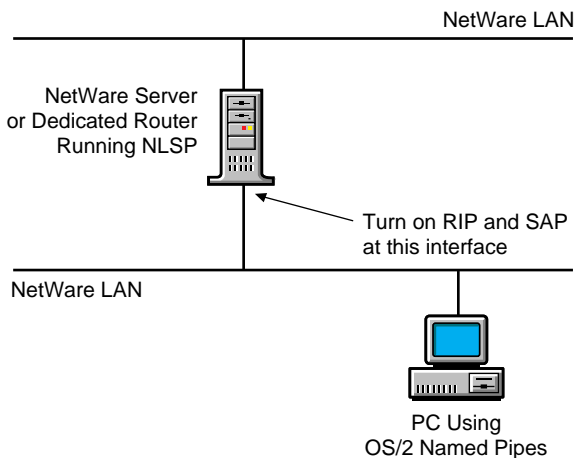 NetWare LAN
NetWare Server
or Dedicated Router
Running NLSP
Turn on RIP and SAP
at this interface
NetWare LAN
PC Using
OS/2 Named Pipes